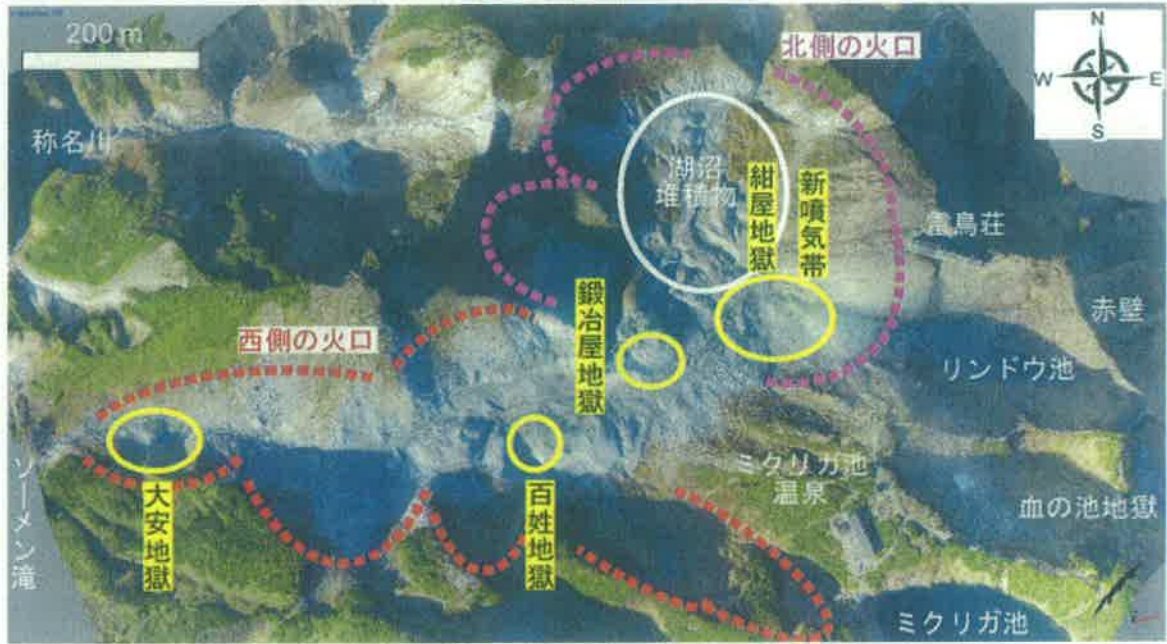 200 m
北側の火口
N
W
E
S
称名川
湖沼
堆積物
紺屋地獄
新噴気帯
雷鳥荘
鍛冶屋地獄
赤壁
西側の火口
リンドウ池
ミクリガ池
温泉
血の池地獄
ソーメン滝
大安地獄
百姓地獄
ミクリガ池